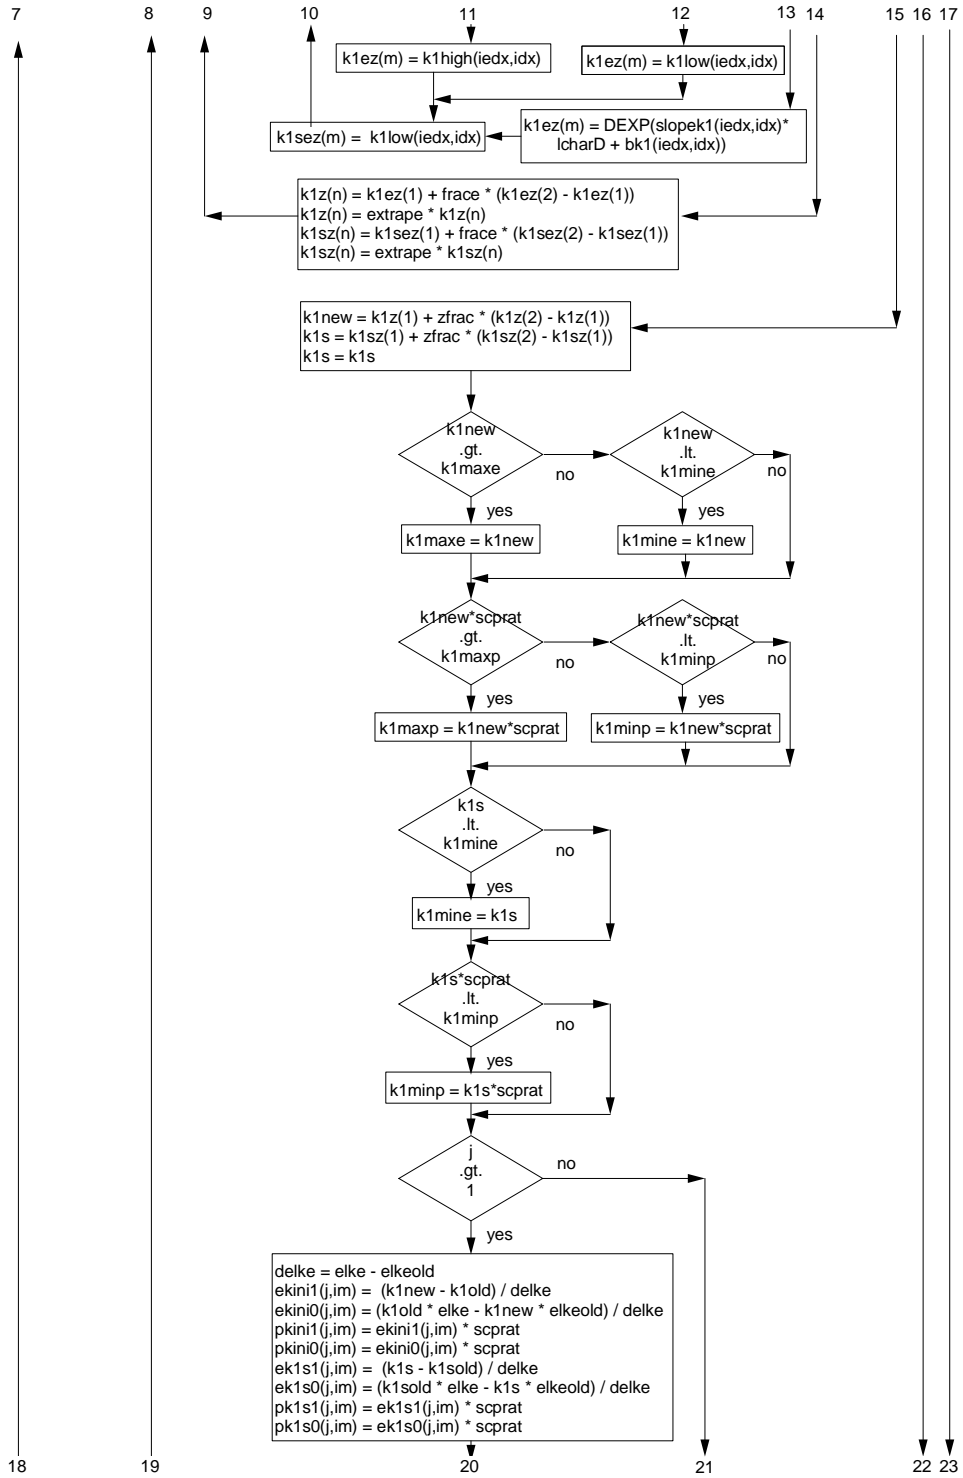 7 8 9 10 11 12 13 14 15 16 17
k1ez(m) = k1high(iedx,idx)
k1ez(m) = k1low(iedx,idx)
k1sez(m) = k1low(iedx,idx)
k1ez(m) = DEXP(slopek1(iedx,idx)*
lcharD + bk1(iedx,idx))
k1z(n) = k1ez(1) + frace * (k1ez(2) - k1ez(1))
k1z(n) = extrape * k1z(n)
k1sz(n) = k1sez(1) + frace * (k1sez(2) - k1sez(1))
k1sz(n) = extrape * k1sz(n)
k1new = k1z(1) + zfrac * (k1z(2) - k1z(1))
k1s = k1sz(1) + zfrac * (k1sz(2) - k1sz(1))
k1s = k1s
k1new
.gt.
k1maxe
no
k1new
.lt.
k1mine
no
yes
yes
k1maxe = k1new
k1mine = k1new
k1new*scprat
.gt.
k1maxp
no
k1new*scprat
.lt.
k1minp
no
yes
yes
k1maxp = k1new*scprat
k1minp = k1new*scprat
k1s
.lt.
k1mine
no
yes
k1mine = k1s
k1s*scprat
.lt.
k1minp
no
yes
k1minp = k1s*scprat
j
.gt.
1
no
yes
delke = elke - elkeold
ekini1(j,im) = (k1new - k1old) / delke
ekini0(j,im) = (k1old * elke - k1new * elkeold) / delke
pkini1(j,im) = ekini1(j,im) * scprat
pkini0(j,im) = ekini0(j,im) * scprat
ek1s1(j,im) = (k1s - k1sold) / delke
ek1s0(j,im) = (k1sold * elke - k1s * elkeold) / delke
pk1s1(j,im) = ek1s1(j,im) * scprat
pk1s0(j,im) = ek1s0(j,im) * scprat
18 19 20 21 22 23